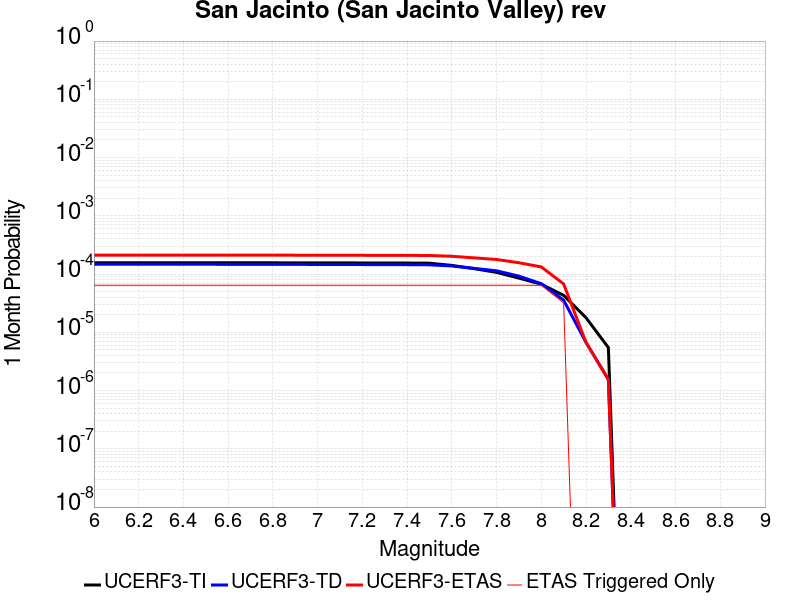 San Jacinto (San Jacinto Valley) rev
10^0
10^-1
10^-2
10^-3
10^-4
10^-5
10^-6
10^-7
10^-8
1 Month Probability
6 6.2 6.4 6.6 6.8 7 7.2 7.4 7.6 7.8 8 8.2 8.4 8.6 8.8 9
Magnitude
UCERF3-TI UCERF3-TD UCERF3-ETAS ETAS Triggered Only